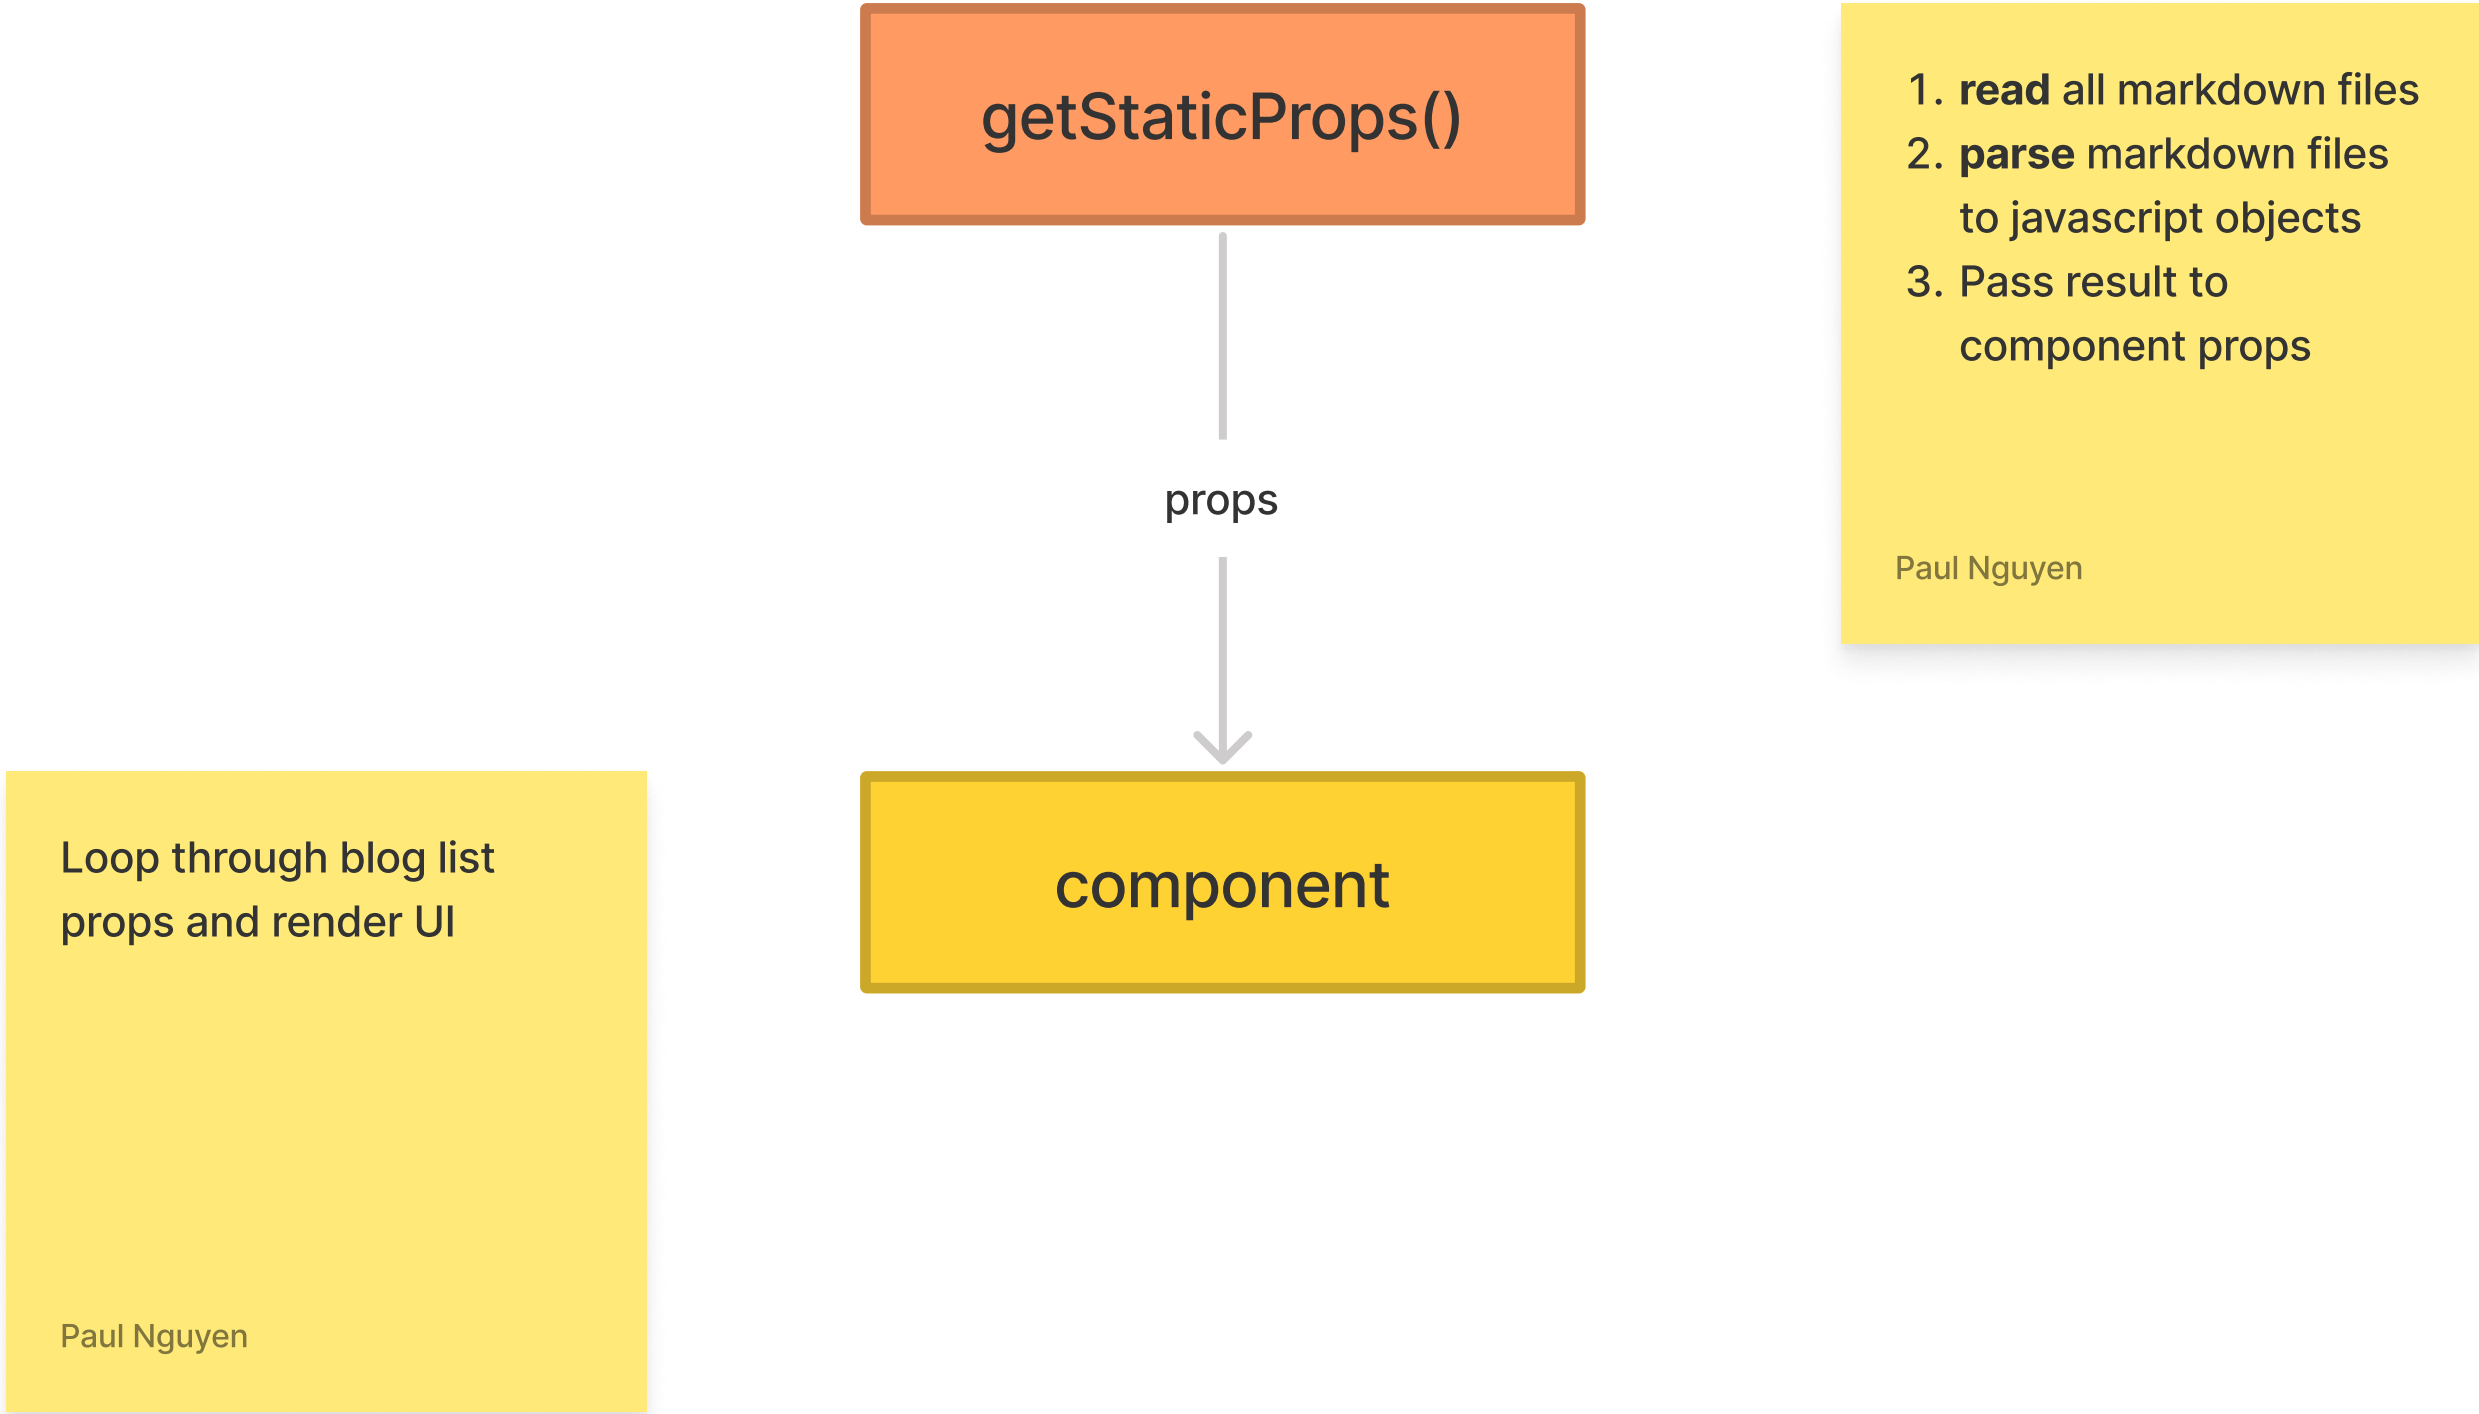 getStaticProps()
1. read all markdown files
2. parse markdown files
to javascript objects
3. Pass result to
component props
Paul Nguyen
props
component
Loop through blog list
props and render UI
Paul Nguyen